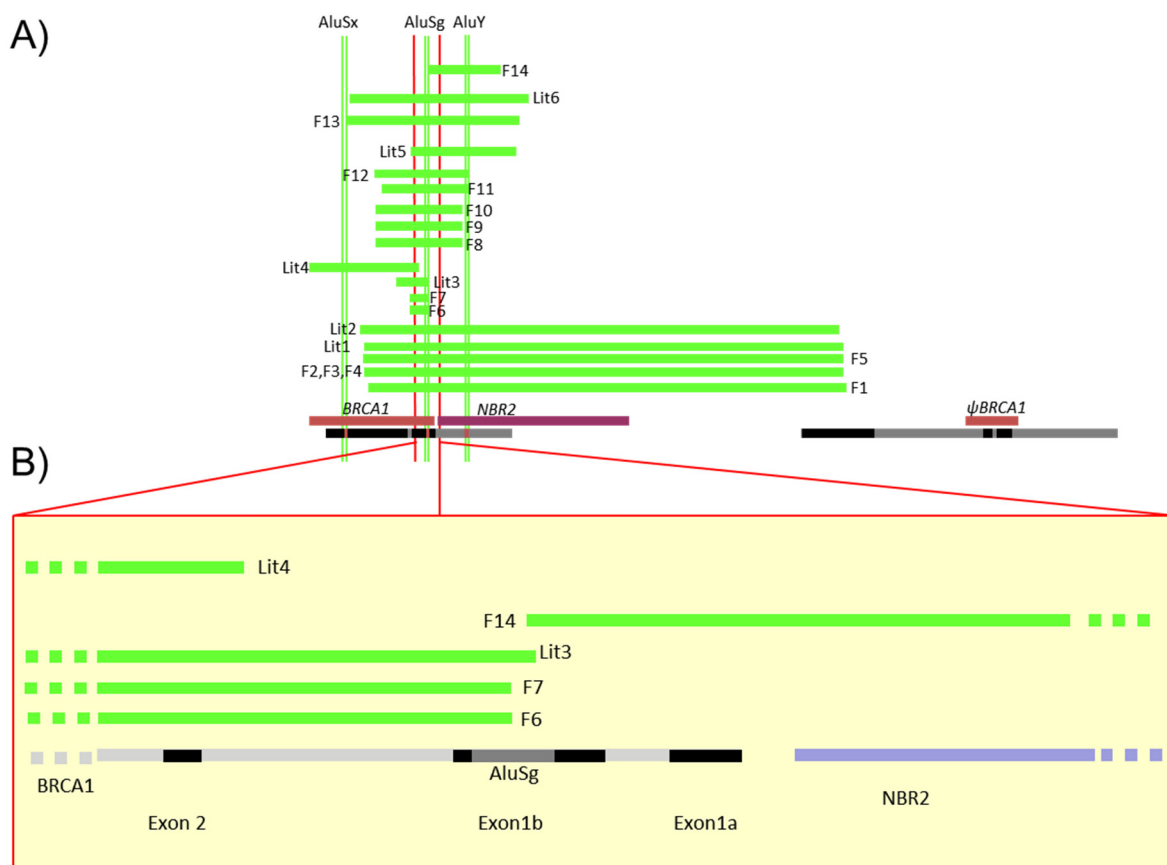 A)
AluSx AluSg AluY
F14
Lit6
F13
Lit5
F12
F11
F10
F9
F8
Lit4
Lit3
F7
F6
Lit2
Lit1
F5
F2,F3,F4
F1
BRCA1 NBR2 ψBRCA1
B)
Lit4
F14
Lit3
F7
F6
AluSg
BRCA1
NBR2
Exon 2 Exon1b Exon1a